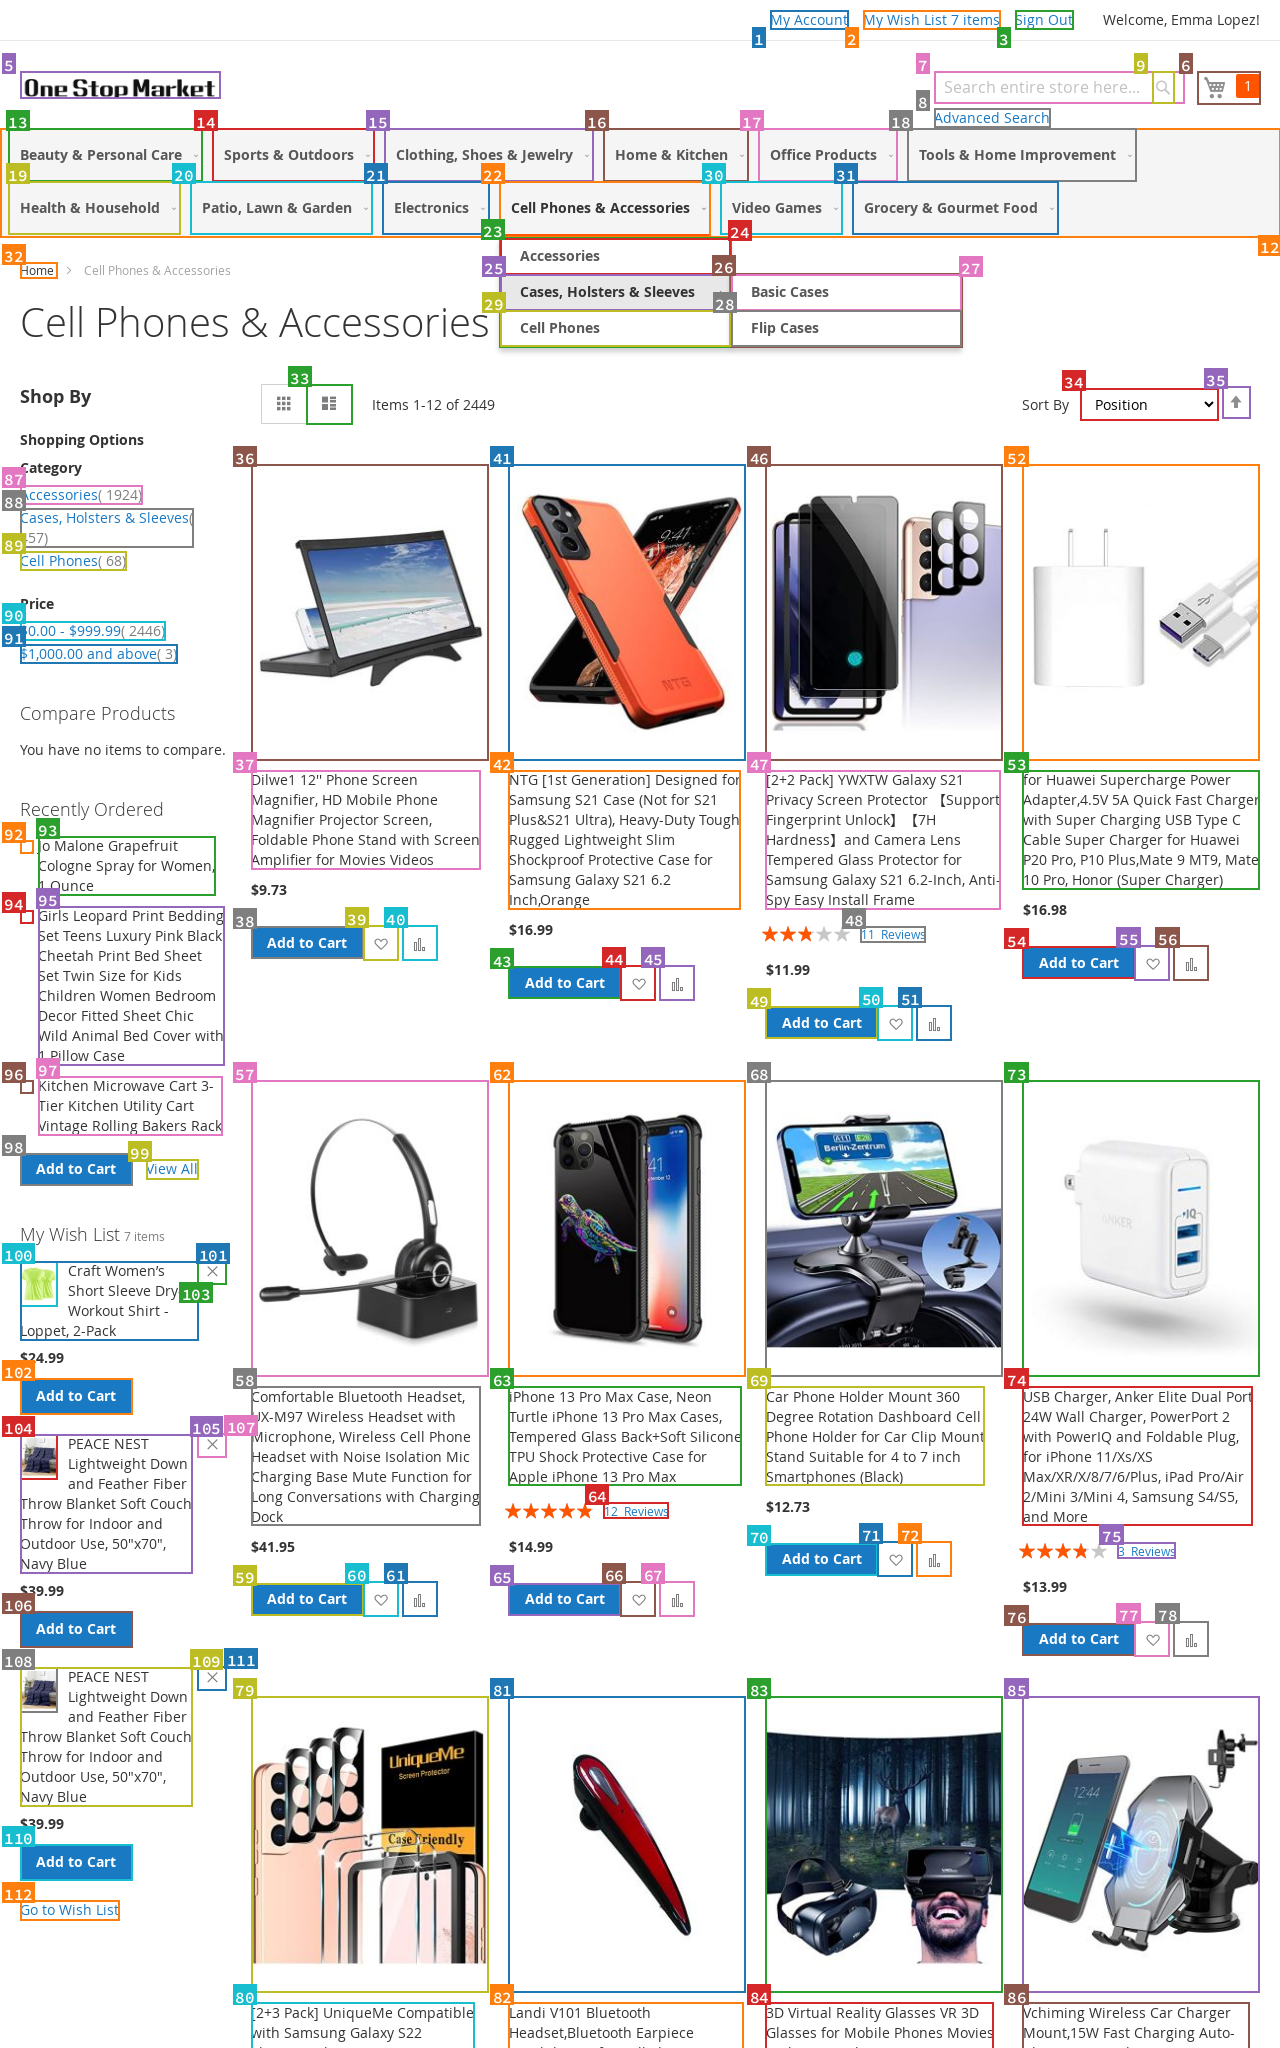 My Account
My Wish List 7 items
Sign Out
Welcome, Emma Lopez!
1
2
3
5
7
9
6
One Stop Market
Search entire store here...
1
8
Advanced Search
13
14
15
16
17
18
Beauty & Personal Care
Sports & Outdoors
Clothing, Shoes & Jewelry
Home & Kitchen
Office Products
Tools & Home Improvement
19
20
21
22
30
31
Health & Household
Patio, Lawn & Garden
Electronics
Cell Phones & Accessories
Video Games
Grocery & Gourmet Food
23
24
12
32
Home
Cell Phones & Accessories
Accessories
25
26
27
Cases, Holsters & Sleeves
Basic Cases
29
28
Cell Phones
Flip Cases
Cell Phones & Accessories
Shop By
33
Items 1-12 of 2449
34
35
Sort By
Position
Shopping Options
Category
87
Accessories( 1924)
88
Cases, Holsters & Sleeves(
457)
89
Cell Phones( 68)
Price
90
$0.00 - $999.99( 2446)
91
$1,000.00 and above( 3)
Compare Products
You have no items to compare.
Recently Ordered
92
93
Jo Malone Grapefruit
Cologne Spray for Women,
1 Ounce
94
95
Girls Leopard Print Bedding
Set Teens Luxury Pink Black
Cheetah Print Bed Sheet
Set Twin Size for Kids
Children Women Bedroom
Decor Fitted Sheet Chic
Wild Animal Bed Cover with
1 Pillow Case
96
97
Kitchen Microwave Cart 3-
Tier Kitchen Utility Cart
Vintage Rolling Bakers Rack
98
99
Add to Cart
View All
My Wish List 7 items
100
101
103
Craft Women's
Short Sleeve Dry
Workout Shirt -
Loppet, 2-Pack
$24.99
102
Add to Cart
104
105
107
PEACE NEST
Lightweight Down
and Feather Fiber
Throw Blanket Soft Couch
Throw for Indoor and
Outdoor Use, 50"x70",
Navy Blue
$39.99
106
Add to Cart
108
109
111
PEACE NEST
Lightweight Down
and Feather Fiber
Throw Blanket Soft Couch
Throw for Indoor and
Outdoor Use, 50"x70",
Navy Blue
$39.99
110
Add to Cart
112
Go to Wish List
36
37
Dilwe1 12'' Phone Screen
Magnifier, HD Mobile Phone
Magnifier Projector Screen,
Foldable Phone Stand with Screen
Amplifier for Movies Videos
$9.73
38
39
40
Add to Cart
41
9:41
NTG
42
NTG [1st Generation] Designed for
Samsung S21 Case (Not for S21
Plus&S21 Ultra), Heavy-Duty Tough
Rugged Lightweight Slim
Shockproof Protective Case for
Samsung Galaxy S21 6.2
Inch,Orange
$16.99
43
44
45
Add to Cart
46
47
[2+2 Pack] YWXTW Galaxy S21
Privacy Screen Protector 【Support
Fingerprint Unlock】【7H
Hardness】and Camera Lens
Tempered Glass Protector for
Samsung Galaxy S21 6.2-Inch, Anti-
Spy Easy Install Frame
48
11 Reviews
$11.99
49
50
51
Add to Cart
52
53
for Huawei Supercharge Power
Adapter,4.5V 5A Quick Fast Charger
with Super Charging USB Type C
Cable Super Charger for Huawei
P20 Pro, P10 Plus,Mate 9 MT9, Mate
10 Pro, Honor (Super Charger)
$16.98
54
55
56
Add to Cart
57
58
Comfortable Bluetooth Headset,
UX-M97 Wireless Headset with
Microphone, Wireless Cell Phone
Headset with Noise Isolation Mic
Charging Base Mute Function for
Long Conversations with Charging
Dock
$41.95
59
60
61
Add to Cart
62
63
iPhone 13 Pro Max Case, Neon
Turtle iPhone 13 Pro Max Cases,
Tempered Glass Back+Soft Silicone
TPU Shock Protective Case for
Apple iPhone 13 Pro Max
64
12 Reviews
$14.99
65
66
67
Add to Cart
68
A11 E26
Berlin-Zentrum
69
Car Phone Holder Mount 360
Degree Rotation Dashboard Cell
Phone Holder for Car Clip Mount
Stand Suitable for 4 to 7 inch
Smartphones (Black)
$12.73
70
71
72
Add to Cart
73
IQ
ANKER
74
USB Charger, Anker Elite Dual Port
24W Wall Charger, PowerPort 2
with PowerIQ and Foldable Plug,
for iPhone 11/Xs/XS
Max/XR/X/8/7/6/Plus, iPad Pro/Air
2/Mini 3/Mini 4, Samsung S4/S5,
and More
75
3 Reviews
$13.99
76
77
78
Add to Cart
79
UniqueMe
Screen Protector
Case Friendly
80
[2+3 Pack] UniqueMe Compatible
with Samsung Galaxy S22
81
82
Landi V101 Bluetooth
Headset,Bluetooth Earpiece
83
84
3D Virtual Reality Glasses VR 3D
Glasses for Mobile Phones Movies
85
12:44
86
Vchiming Wireless Car Charger
Mount,15W Fast Charging Auto-